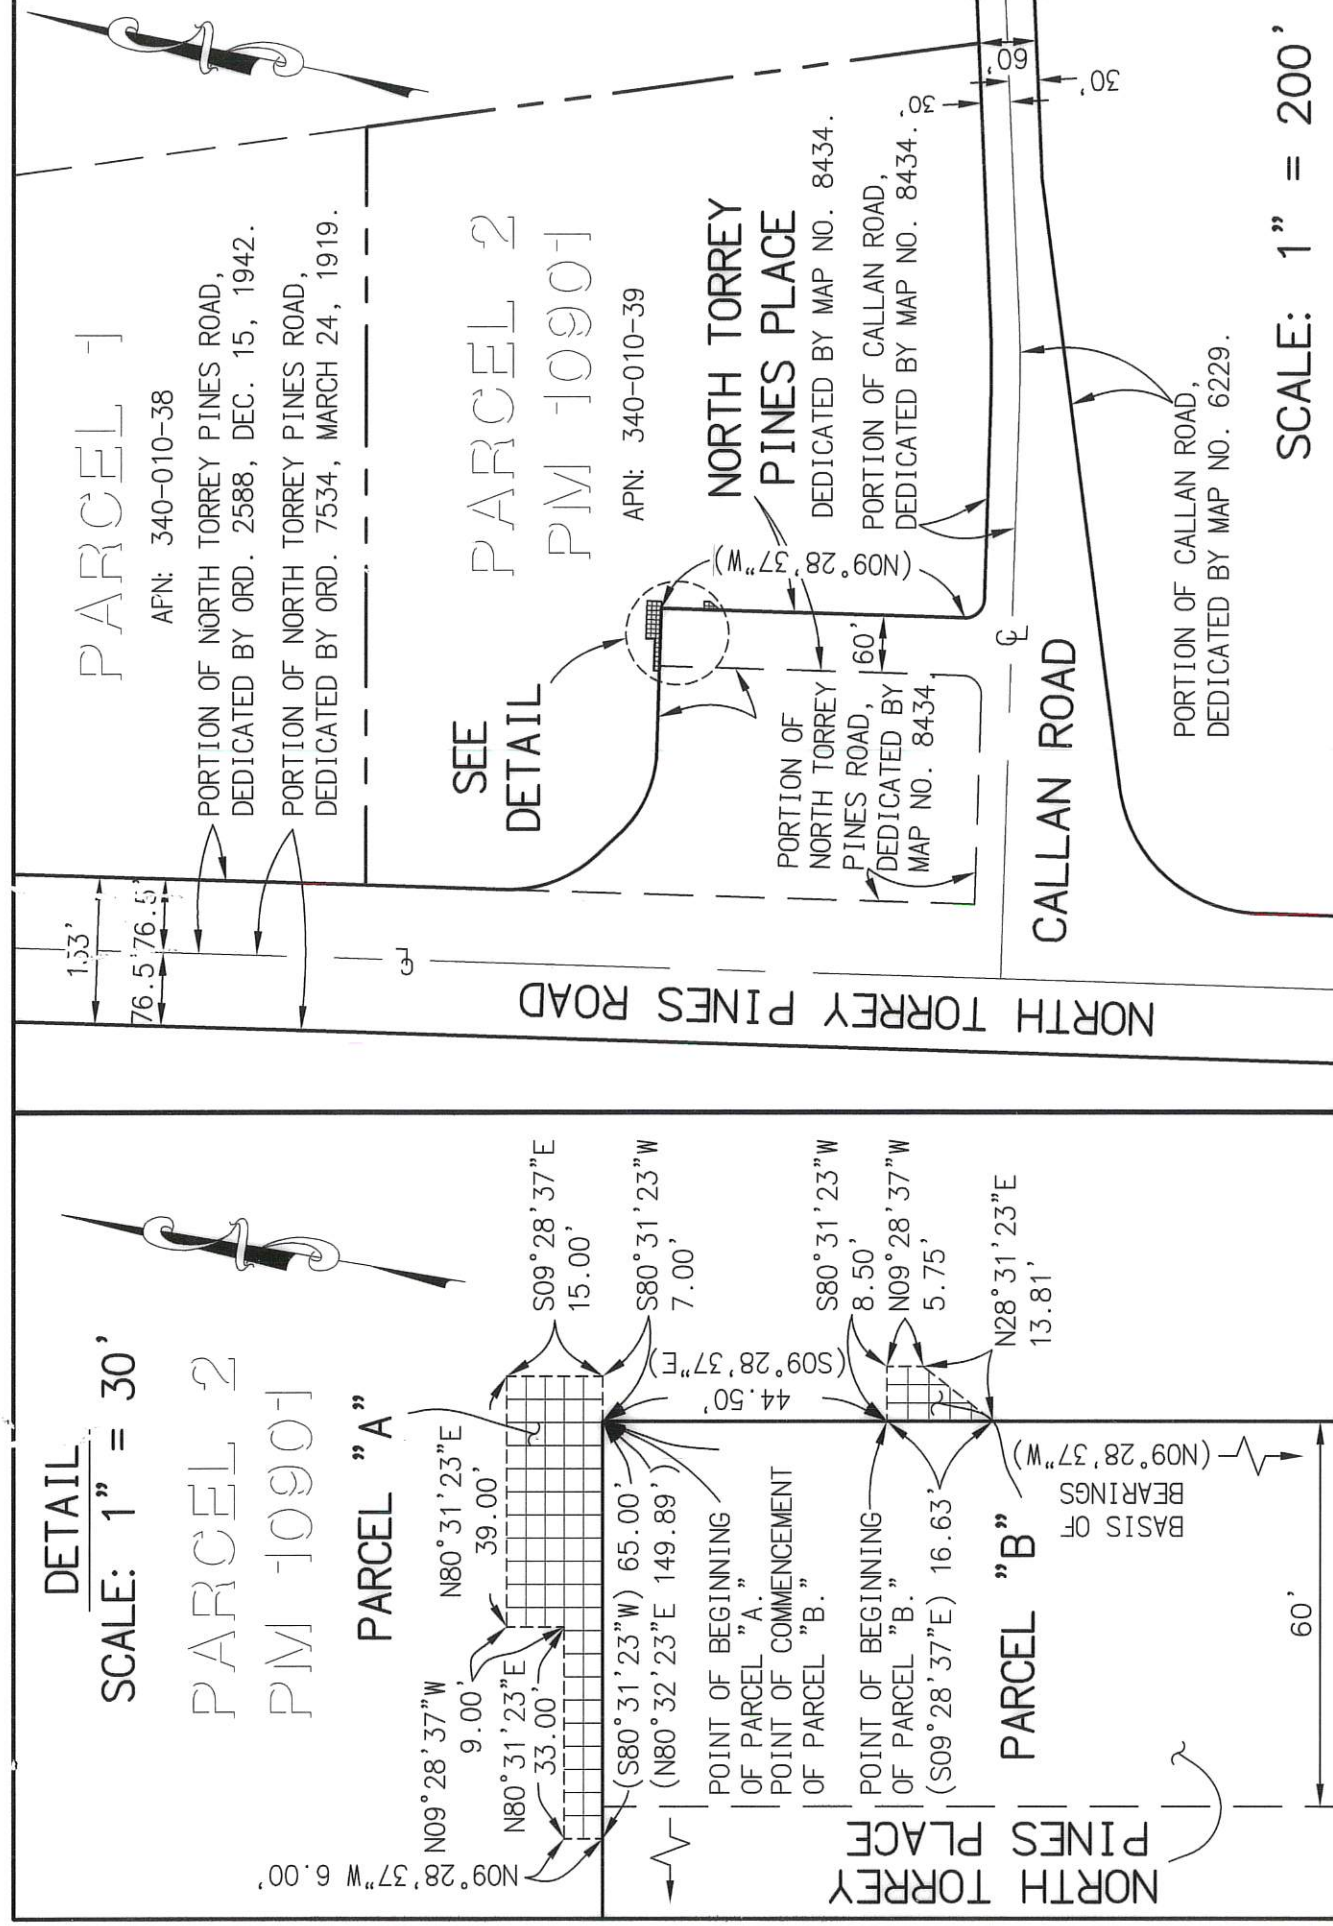 DETAIL
SCALE: 1" = 30'
PARCEL 2
PM 10901
PARCEL "A"
N09°28'37"W
9.00'
N80°31'23"E
39.00'
N80°31'23"E
33.00'
N09°28'37"W 6.00'
S09°28'37"E
15.00'
S80°31'23"W
7.00'
(S80°31'23"W) 65.00'
(N80°32'23"E 149.89')
POINT OF BEGINNING
OF PARCEL "A."
POINT OF COMMENCEMENT
OF PARCEL "B."
44.50'
(S09°28'37"E)
S80°31'23"W
8.50'
N09°28'37"W
5.75'
N28°31'23"E
13.81'
POINT OF BEGINNING
OF PARCEL "B."
(S09°28'37"E) 16.63'
PARCEL "B"
BASIS OF
BEARINGS
(N09°28'37"W)
60'
NORTH TORREY
PINES PLACE
133'
76.5' 76.5'
PARCEL 1
APN: 340-010-38
PORTION OF NORTH TORREY PINES ROAD,
DEDICATED BY ORD. 2588, DEC. 15, 1942.
PORTION OF NORTH TORREY PINES ROAD,
DEDICATED BY ORD. 7534, MARCH 24, 1919.
℄
PARCEL 2
PM 10901
APN: 340-010-39
SEE
DETAIL
NORTH TORREY
PINES PLACE
DEDICATED BY MAP NO. 8434.
PORTION OF CALLAN ROAD,
DEDICATED BY MAP NO. 8434.
(N09°28'37"W)
60'
PORTION OF
NORTH TORREY
PINES ROAD,
DEDICATED BY
MAP NO. 8434.
NORTH TORREY PINES ROAD
CALLAN ROAD
℄
60'
30'
30'
PORTION OF CALLAN ROAD,
DEDICATED BY MAP NO. 6229.
SCALE: 1" = 200'